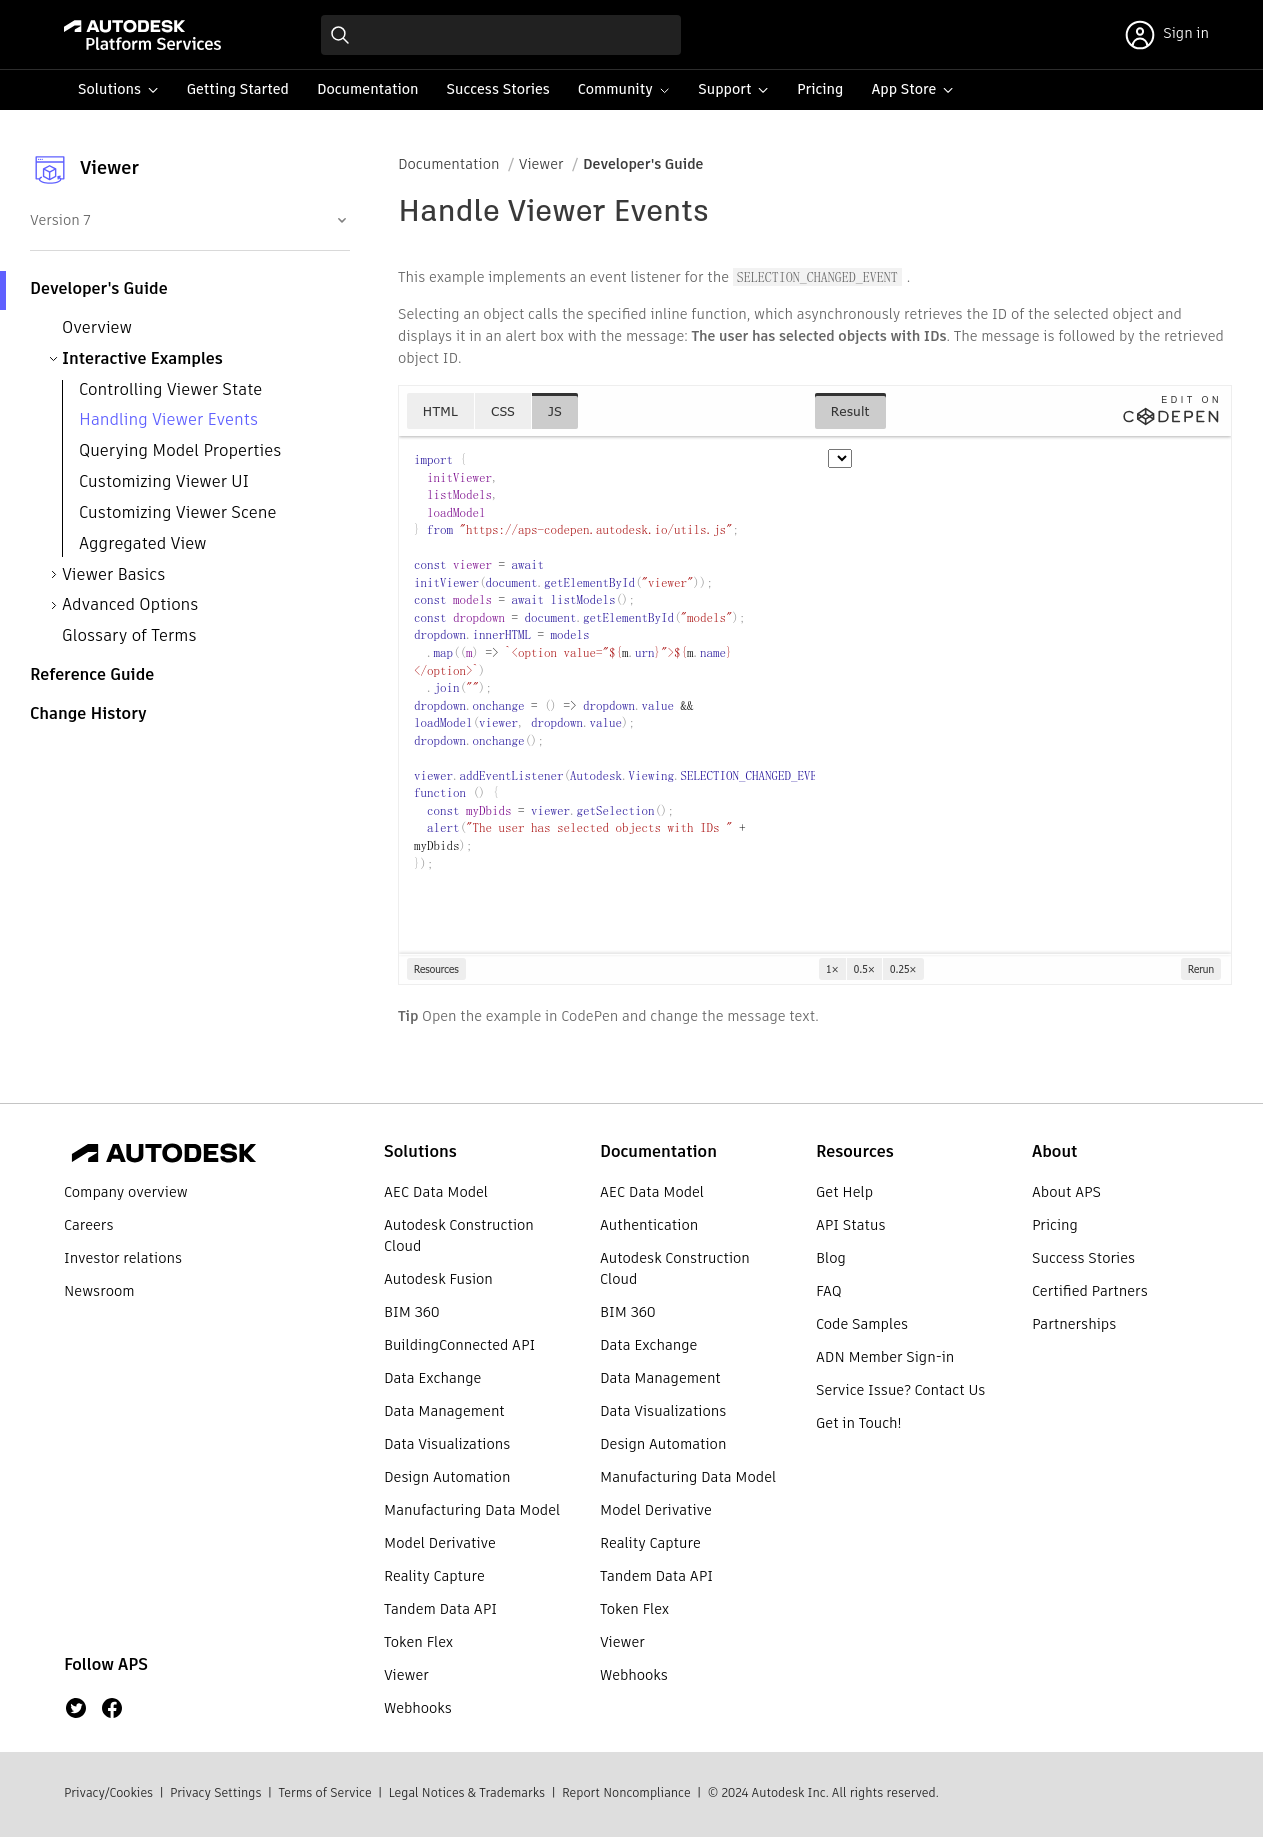 AUTODESK
Platform Services
Sign in
Solutions
Getting Started
Documentation
Success Stories
Community
Support
Pricing
App Store
Viewer
Version 7
Developer's Guide
Overview
Interactive Examples
Controlling Viewer State
Handling Viewer Events
Querying Model Properties
Customizing Viewer UI
Customizing Viewer Scene
Aggregated View
Viewer Basics
Advanced Options
Glossary of Terms
Reference Guide
Change History
Documentation / Viewer / Developer's Guide
Handle Viewer Events
This example implements an event listener for the SELECTION_CHANGED_EVENT .
Selecting an object calls the specified inline function, which asynchronously retrieves the ID of the selected object and
displays it in an alert box with the message: The user has selected objects with IDs. The message is followed by the retrieved
object ID.
HTML
CSS
JS
Result
EDIT ON
CODEPEN
import {
initViewer,
listModels,
loadModel
} from "https://aps-codepen.autodesk.io/utils.js";
const viewer = await
initViewer(document.getElementById("viewer"));
const models = await listModels();
const dropdown = document.getElementById("models");
dropdown.innerHTML = models
.map((m) => `<option value="${m.urn}">${m.name}
</option>`)
.join("");
dropdown.onchange = () => dropdown.value &&
loadModel(viewer, dropdown.value);
dropdown.onchange();
viewer.addEventListener(Autodesk.Viewing.SELECTION_CHANGED_EVE
function () {
const myDbids = viewer.getSelection();
alert("The user has selected objects with IDs " +
myDbids);
});
Resources
1×
0.5×
0.25×
Rerun
Tip Open the example in CodePen and change the message text.
AUTODESK
Company overview
Careers
Investor relations
Newsroom
Follow APS
Solutions
AEC Data Model
Autodesk Construction
Cloud
Autodesk Fusion
BIM 360
BuildingConnected API
Data Exchange
Data Management
Data Visualizations
Design Automation
Manufacturing Data Model
Model Derivative
Reality Capture
Tandem Data API
Token Flex
Viewer
Webhooks
Documentation
AEC Data Model
Authentication
Autodesk Construction
Cloud
BIM 360
Data Exchange
Data Management
Data Visualizations
Design Automation
Manufacturing Data Model
Model Derivative
Reality Capture
Tandem Data API
Token Flex
Viewer
Webhooks
Resources
Get Help
API Status
Blog
FAQ
Code Samples
ADN Member Sign-in
Service Issue? Contact Us
Get in Touch!
About
About APS
Pricing
Success Stories
Certified Partners
Partnerships
Privacy/Cookies | Privacy Settings | Terms of Service | Legal Notices & Trademarks | Report Noncompliance | © 2024 Autodesk Inc. All rights reserved.